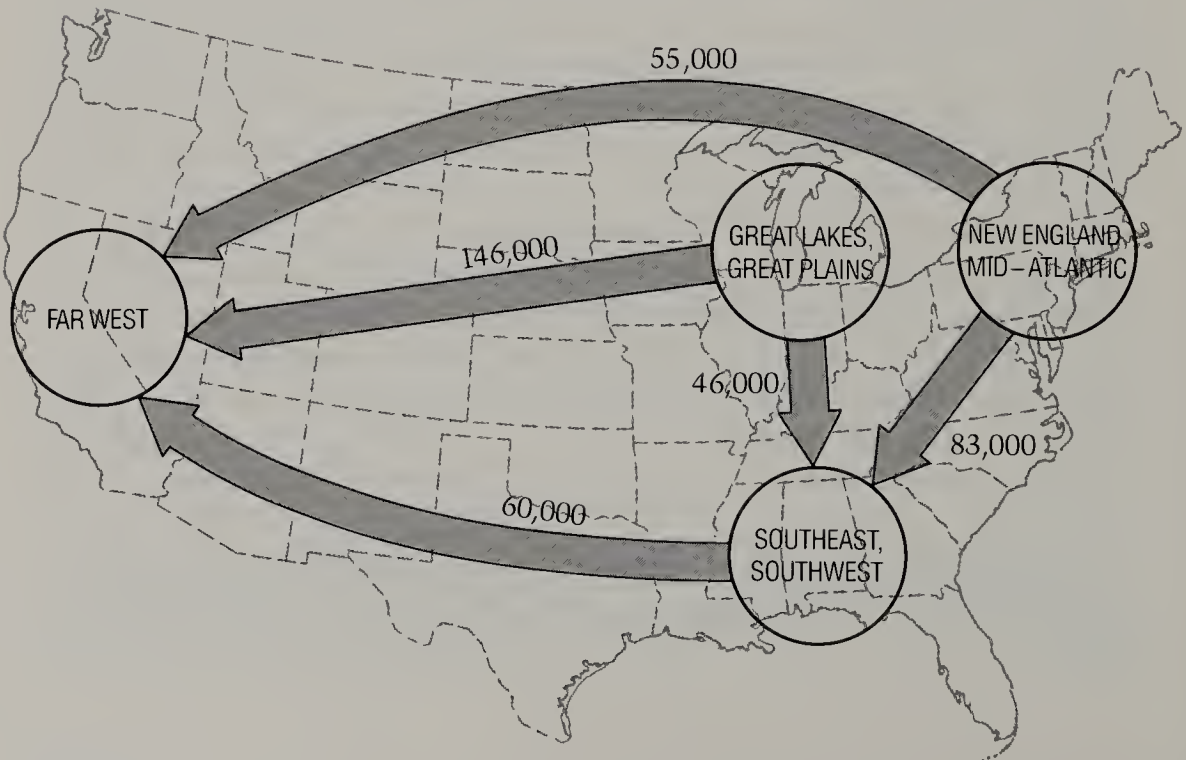 55,000
GREAT LAKES,
GREAT PLAINS
NEW ENGLAND,
MID–ATLANTIC
146,000
FAR WEST
46,000
83,000
60,000
SOUTHEAST,
SOUTHWEST